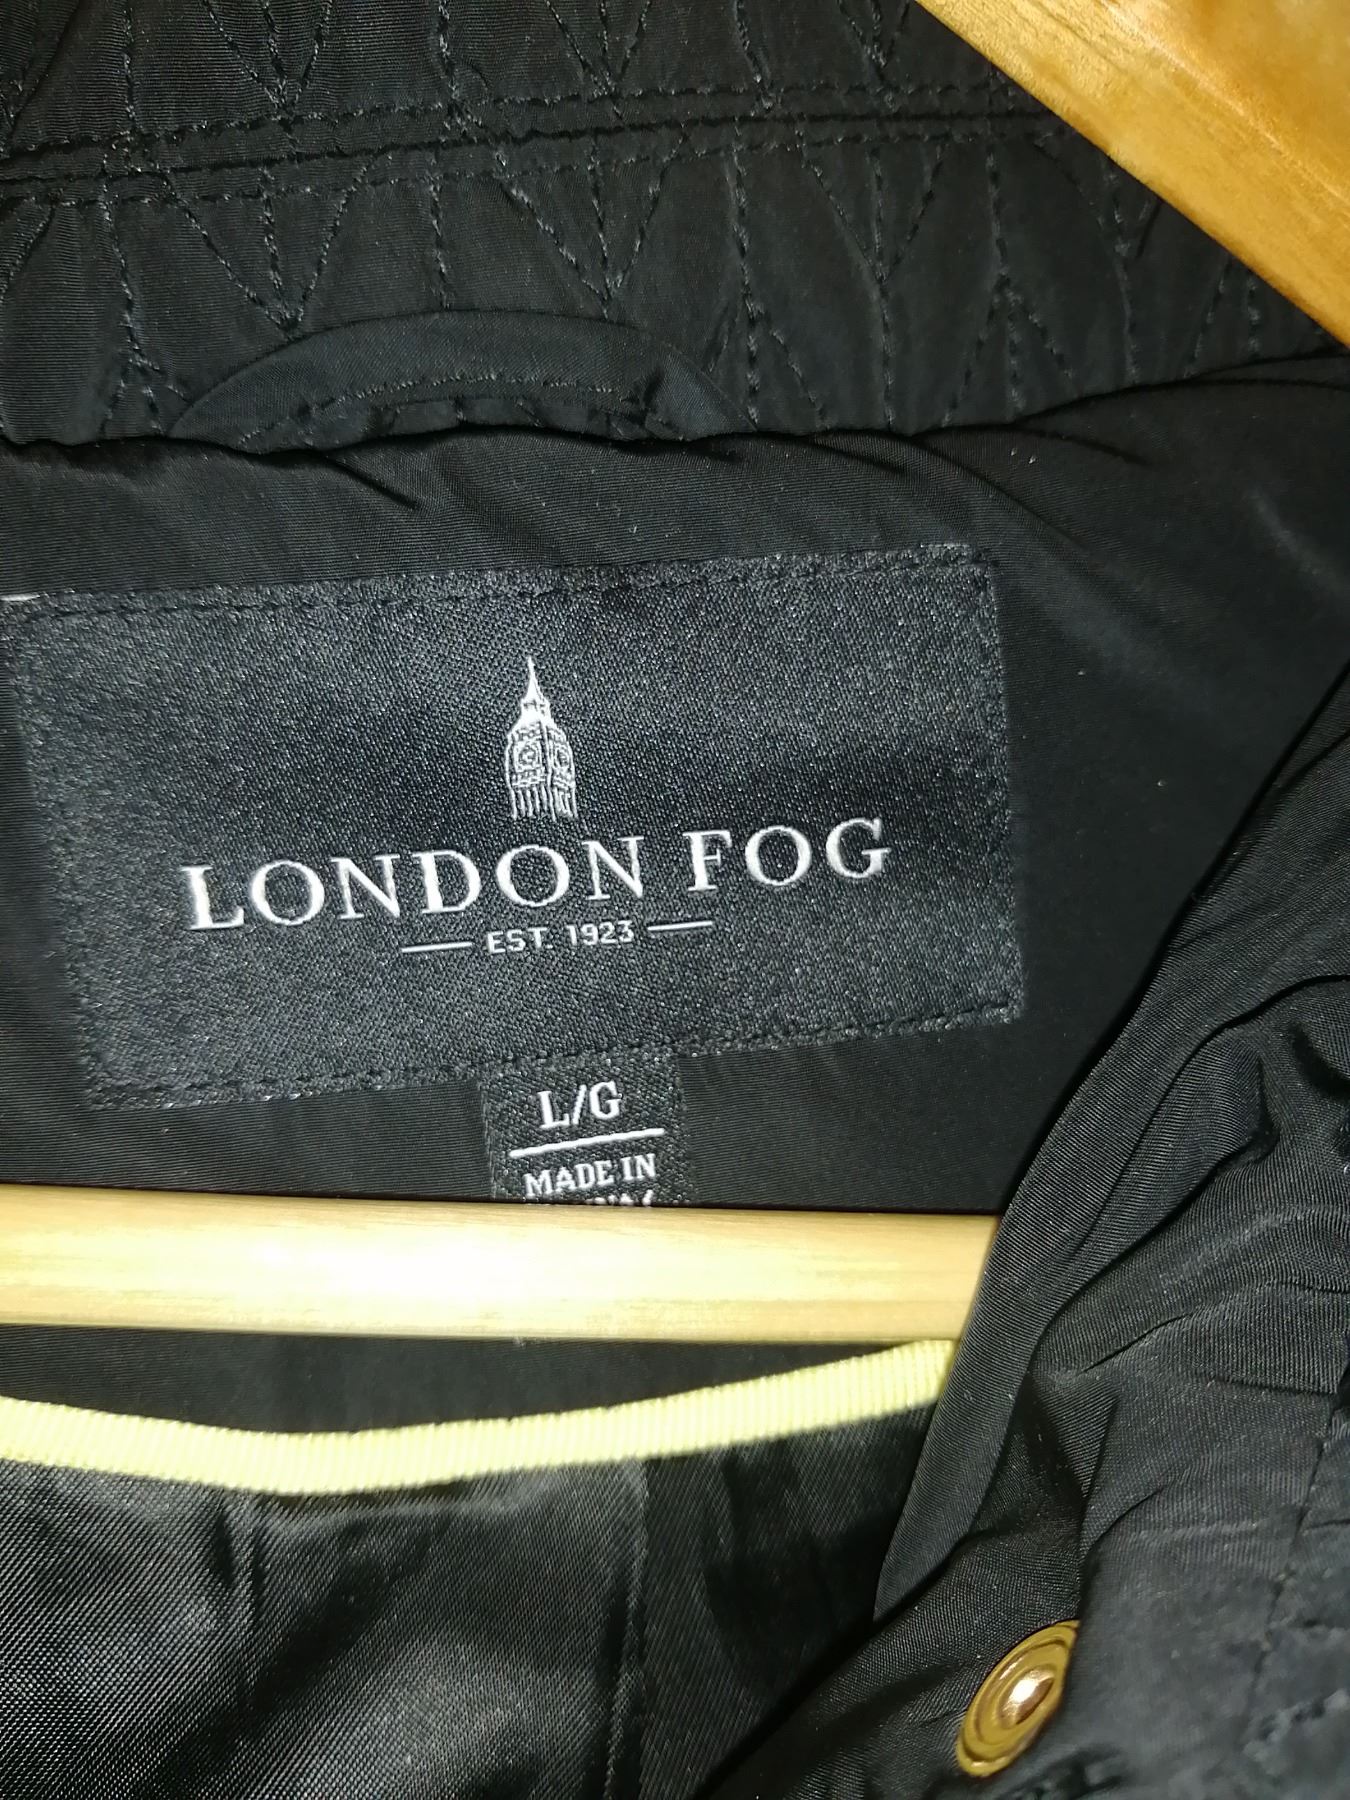 LONDON FOG
EST. 1923
L/G
MADE IN